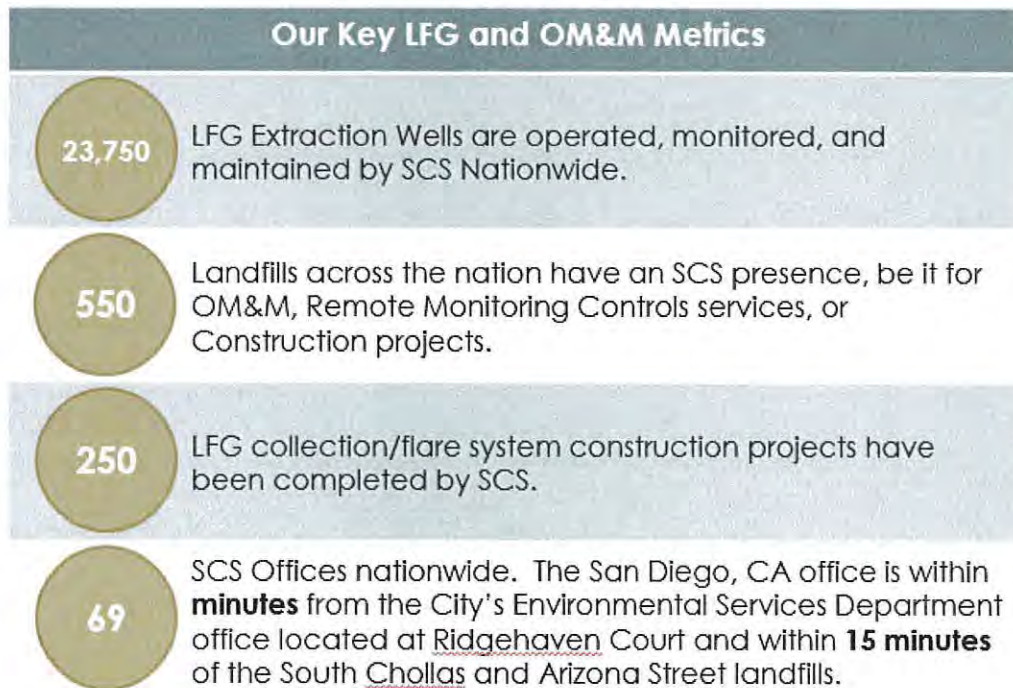 Our Key LFG and OM&M Metrics
23,750
LFG Extraction Wells are operated, monitored, and
maintained by SCS Nationwide.
550
Landfills across the nation have an SCS presence, be it for
OM&M, Remote Monitoring Controls services, or
Construction projects.
250
LFG collection/flare system construction projects have
been completed by SCS.
69
SCS Offices nationwide. The San Diego, CA office is within
minutes from the City's Environmental Services Department
office located at Ridgehaven Court and within 15 minutes
of the South Chollas and Arizona Street landfills.